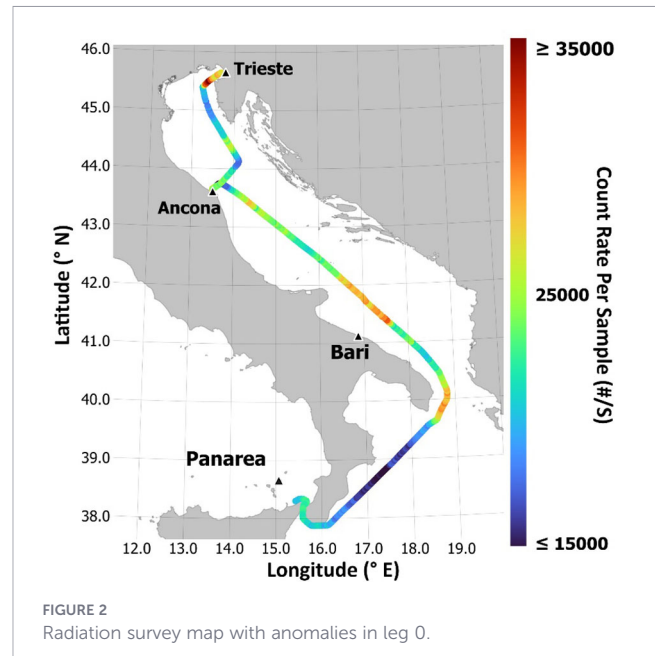 46.0
45.0
44.0
43.0
42.0
41.0
40.0
39.0
38.0
Latitude (° N)
12.0 13.0 14.0 15.0 16.0 17.0 18.0 19.0
Longitude (° E)
Trieste
Ancona
Bari
Panarea
≥ 35000
25000
≤ 15000
Count Rate Per Sample (#/S)
FIGURE 2
Radiation survey map with anomalies in leg 0.